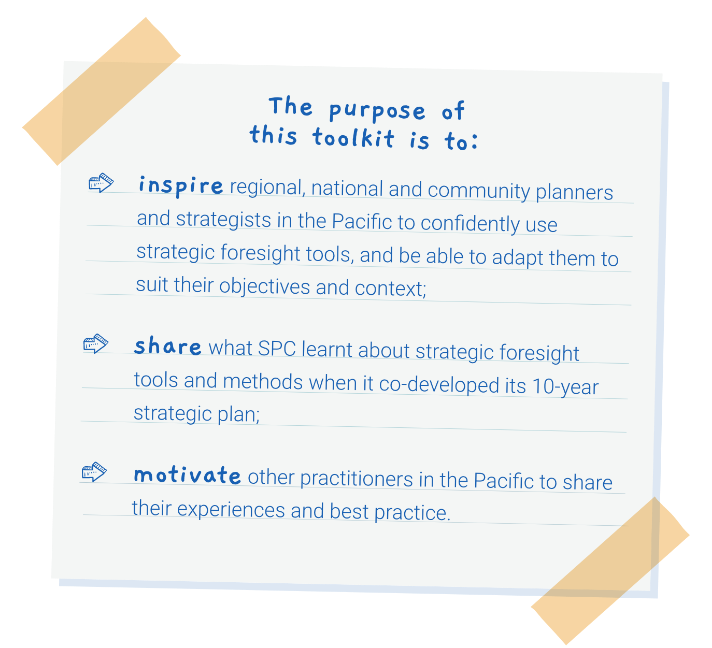 The purpose of
this toolkit is to:
inspire regional, national and community planners
and strategists in the Pacific to confidently use
strategic foresight tools, and be able to adapt them to
suit their objectives and context;
share what SPC learnt about strategic foresight
tools and methods when it co-developed its 10-year
strategic plan;
motivate other practitioners in the Pacific to share
their experiences and best practice.